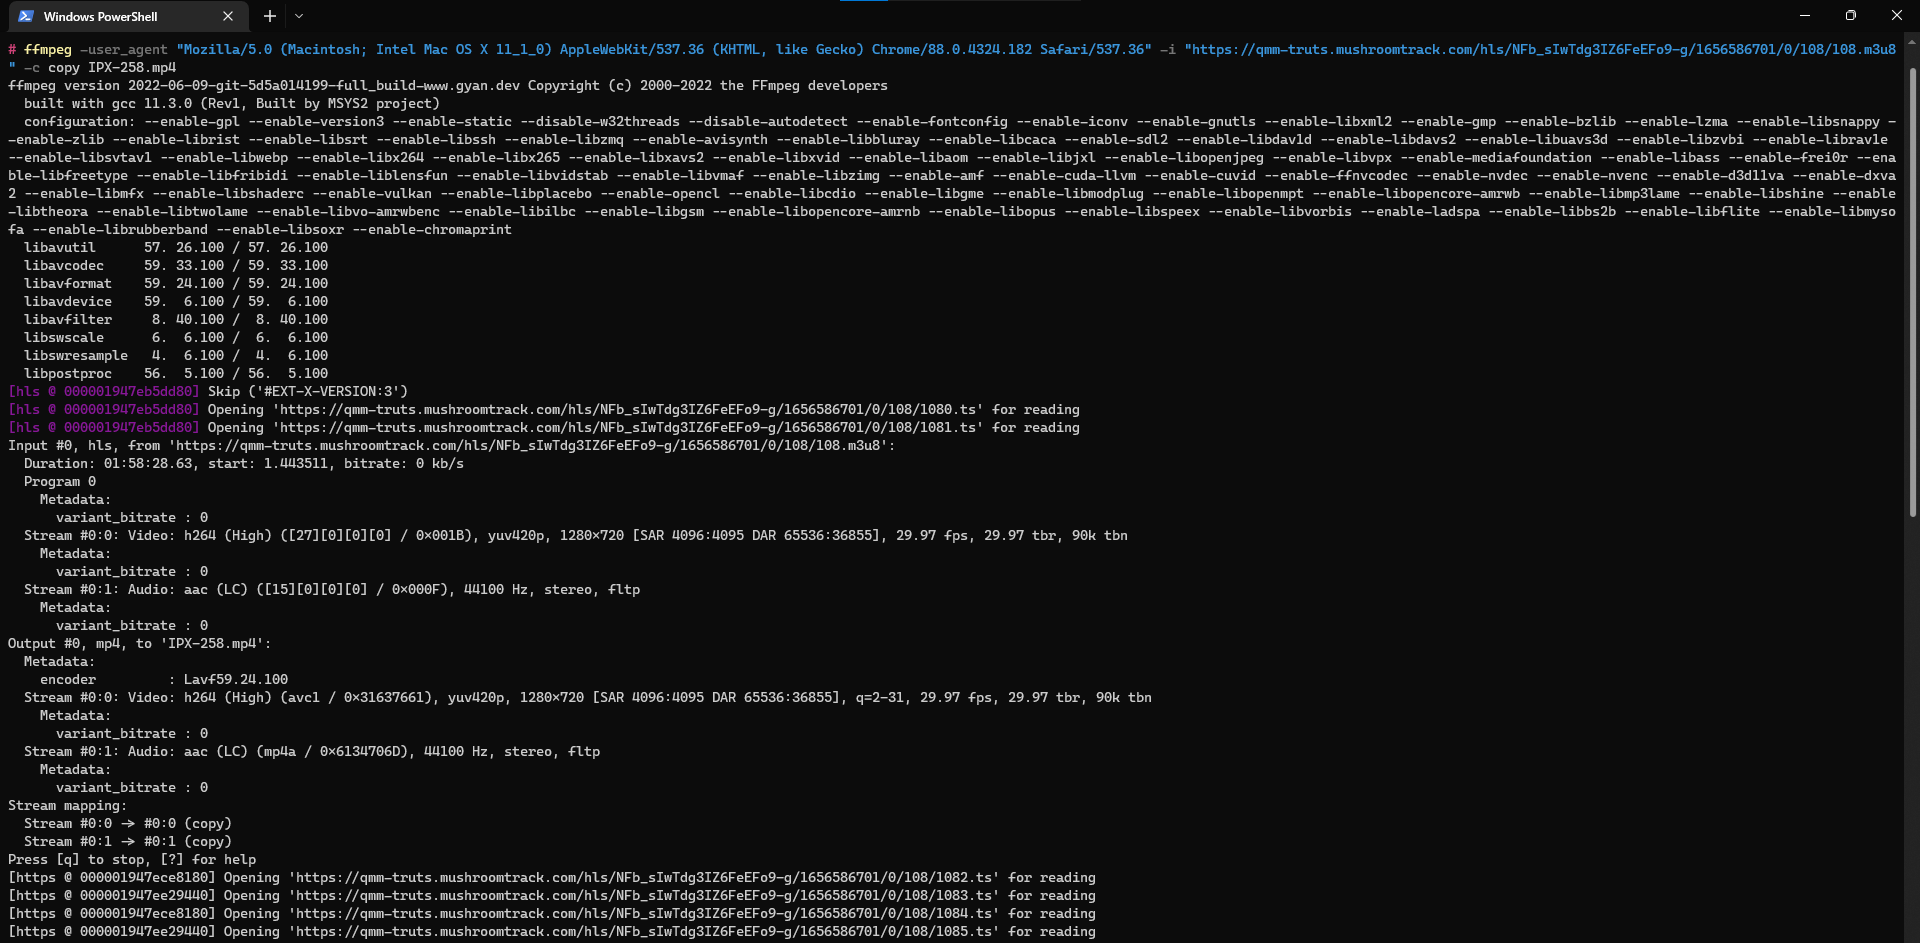 Windows PowerShell
# ffmpeg -user_agent "Mozilla/5.0 (Macintosh; Intel Mac OS X 11_1_0) AppleWebKit/537.36 (KHTML, like Gecko) Chrome/88.0.4324.182 Safari/537.36" -i "https://qmm-truts.mushroomtrack.com/hls/NFb_sIwTdg3IZ6FeEFo9-g/1656586701/0/108/108.m3u8
" -c copy IPX-258.mp4
ffmpeg version 2022-06-09-git-5d5a014199-full_build-www.gyan.dev Copyright (c) 2000-2022 the FFmpeg developers
  built with gcc 11.3.0 (Rev1, Built by MSYS2 project)
  configuration: --enable-gpl --enable-version3 --enable-static --disable-w32threads --disable-autodetect --enable-fontconfig --enable-iconv --enable-gnutls --enable-libxml2 --enable-gmp --enable-bzlib --enable-lzma --enable-libsnappy -
-enable-zlib --enable-librist --enable-libsrt --enable-libssh --enable-libzmq --enable-avisynth --enable-libbluray --enable-libcaca --enable-sdl2 --enable-libdav1d --enable-libdavs2 --enable-libuavs3d --enable-libzvbi --enable-librav1e
--enable-libsvtav1 --enable-libwebp --enable-libx264 --enable-libx265 --enable-libxavs2 --enable-libxvid --enable-libaom --enable-libjxl --enable-libopenjpeg --enable-libvpx --enable-mediafoundation --enable-libass --enable-frei0r --ena
ble-libfreetype --enable-libfribidi --enable-liblensfun --enable-libvidstab --enable-libvmaf --enable-libzimg --enable-amf --enable-cuda-llvm --enable-cuvid --enable-ffnvcodec --enable-nvdec --enable-nvenc --enable-d3d11va --enable-dxva
2 --enable-libmfx --enable-libshaderc --enable-vulkan --enable-libplacebo --enable-opencl --enable-libcdio --enable-libgme --enable-libmodplug --enable-libopenmpt --enable-libopencore-amrwb --enable-libmp3lame --enable-libshine --enable
-libtheora --enable-libtwolame --enable-libvo-amrwbenc --enable-libilbc --enable-libgsm --enable-libopencore-amrnb --enable-libopus --enable-libspeex --enable-libvorbis --enable-ladspa --enable-libbs2b --enable-libflite --enable-libmyso
fa --enable-librubberband --enable-libsoxr --enable-chromaprint
  libavutil      57. 26.100 / 57. 26.100
  libavcodec     59. 33.100 / 59. 33.100
  libavformat    59. 24.100 / 59. 24.100
  libavdevice    59.  6.100 / 59.  6.100
  libavfilter     8. 40.100 /  8. 40.100
  libswscale      6.  6.100 /  6.  6.100
  libswresample   4.  6.100 /  4.  6.100
  libpostproc    56.  5.100 / 56.  5.100
[hls @ 000001947eb5dd80] Skip ('#EXT-X-VERSION:3')
[hls @ 000001947eb5dd80] Opening 'https://qmm-truts.mushroomtrack.com/hls/NFb_sIwTdg3IZ6FeEFo9-g/1656586701/0/108/1080.ts' for reading
[hls @ 000001947eb5dd80] Opening 'https://qmm-truts.mushroomtrack.com/hls/NFb_sIwTdg3IZ6FeEFo9-g/1656586701/0/108/1081.ts' for reading
Input #0, hls, from 'https://qmm-truts.mushroomtrack.com/hls/NFb_sIwTdg3IZ6FeEFo9-g/1656586701/0/108/108.m3u8':
  Duration: 01:58:28.63, start: 1.443511, bitrate: 0 kb/s
  Program 0
    Metadata:
      variant_bitrate : 0
  Stream #0:0: Video: h264 (High) ([27][0][0][0] / 0x001B), yuv420p, 1280x720 [SAR 4096:4095 DAR 65536:36855], 29.97 fps, 29.97 tbr, 90k tbn
    Metadata:
      variant_bitrate : 0
  Stream #0:1: Audio: aac (LC) ([15][0][0][0] / 0x000F), 44100 Hz, stereo, fltp
    Metadata:
      variant_bitrate : 0
Output #0, mp4, to 'IPX-258.mp4':
  Metadata:
    encoder         : Lavf59.24.100
  Stream #0:0: Video: h264 (High) (avc1 / 0x31637661), yuv420p, 1280x720 [SAR 4096:4095 DAR 65536:36855], q=2-31, 29.97 fps, 29.97 tbr, 90k tbn
    Metadata:
      variant_bitrate : 0
  Stream #0:1: Audio: aac (LC) (mp4a / 0x6134706D), 44100 Hz, stereo, fltp
    Metadata:
      variant_bitrate : 0
Stream mapping:
  Stream #0:0 -> #0:0 (copy)
  Stream #0:1 -> #0:1 (copy)
Press [q] to stop, [?] for help
[https @ 000001947ece8180] Opening 'https://qmm-truts.mushroomtrack.com/hls/NFb_sIwTdg3IZ6FeEFo9-g/1656586701/0/108/1082.ts' for reading
[https @ 000001947ee29440] Opening 'https://qmm-truts.mushroomtrack.com/hls/NFb_sIwTdg3IZ6FeEFo9-g/1656586701/0/108/1083.ts' for reading
[https @ 000001947ece8180] Opening 'https://qmm-truts.mushroomtrack.com/hls/NFb_sIwTdg3IZ6FeEFo9-g/1656586701/0/108/1084.ts' for reading
[https @ 000001947ee29440] Opening 'https://qmm-truts.mushroomtrack.com/hls/NFb_sIwTdg3IZ6FeEFo9-g/1656586701/0/108/1085.ts' for reading